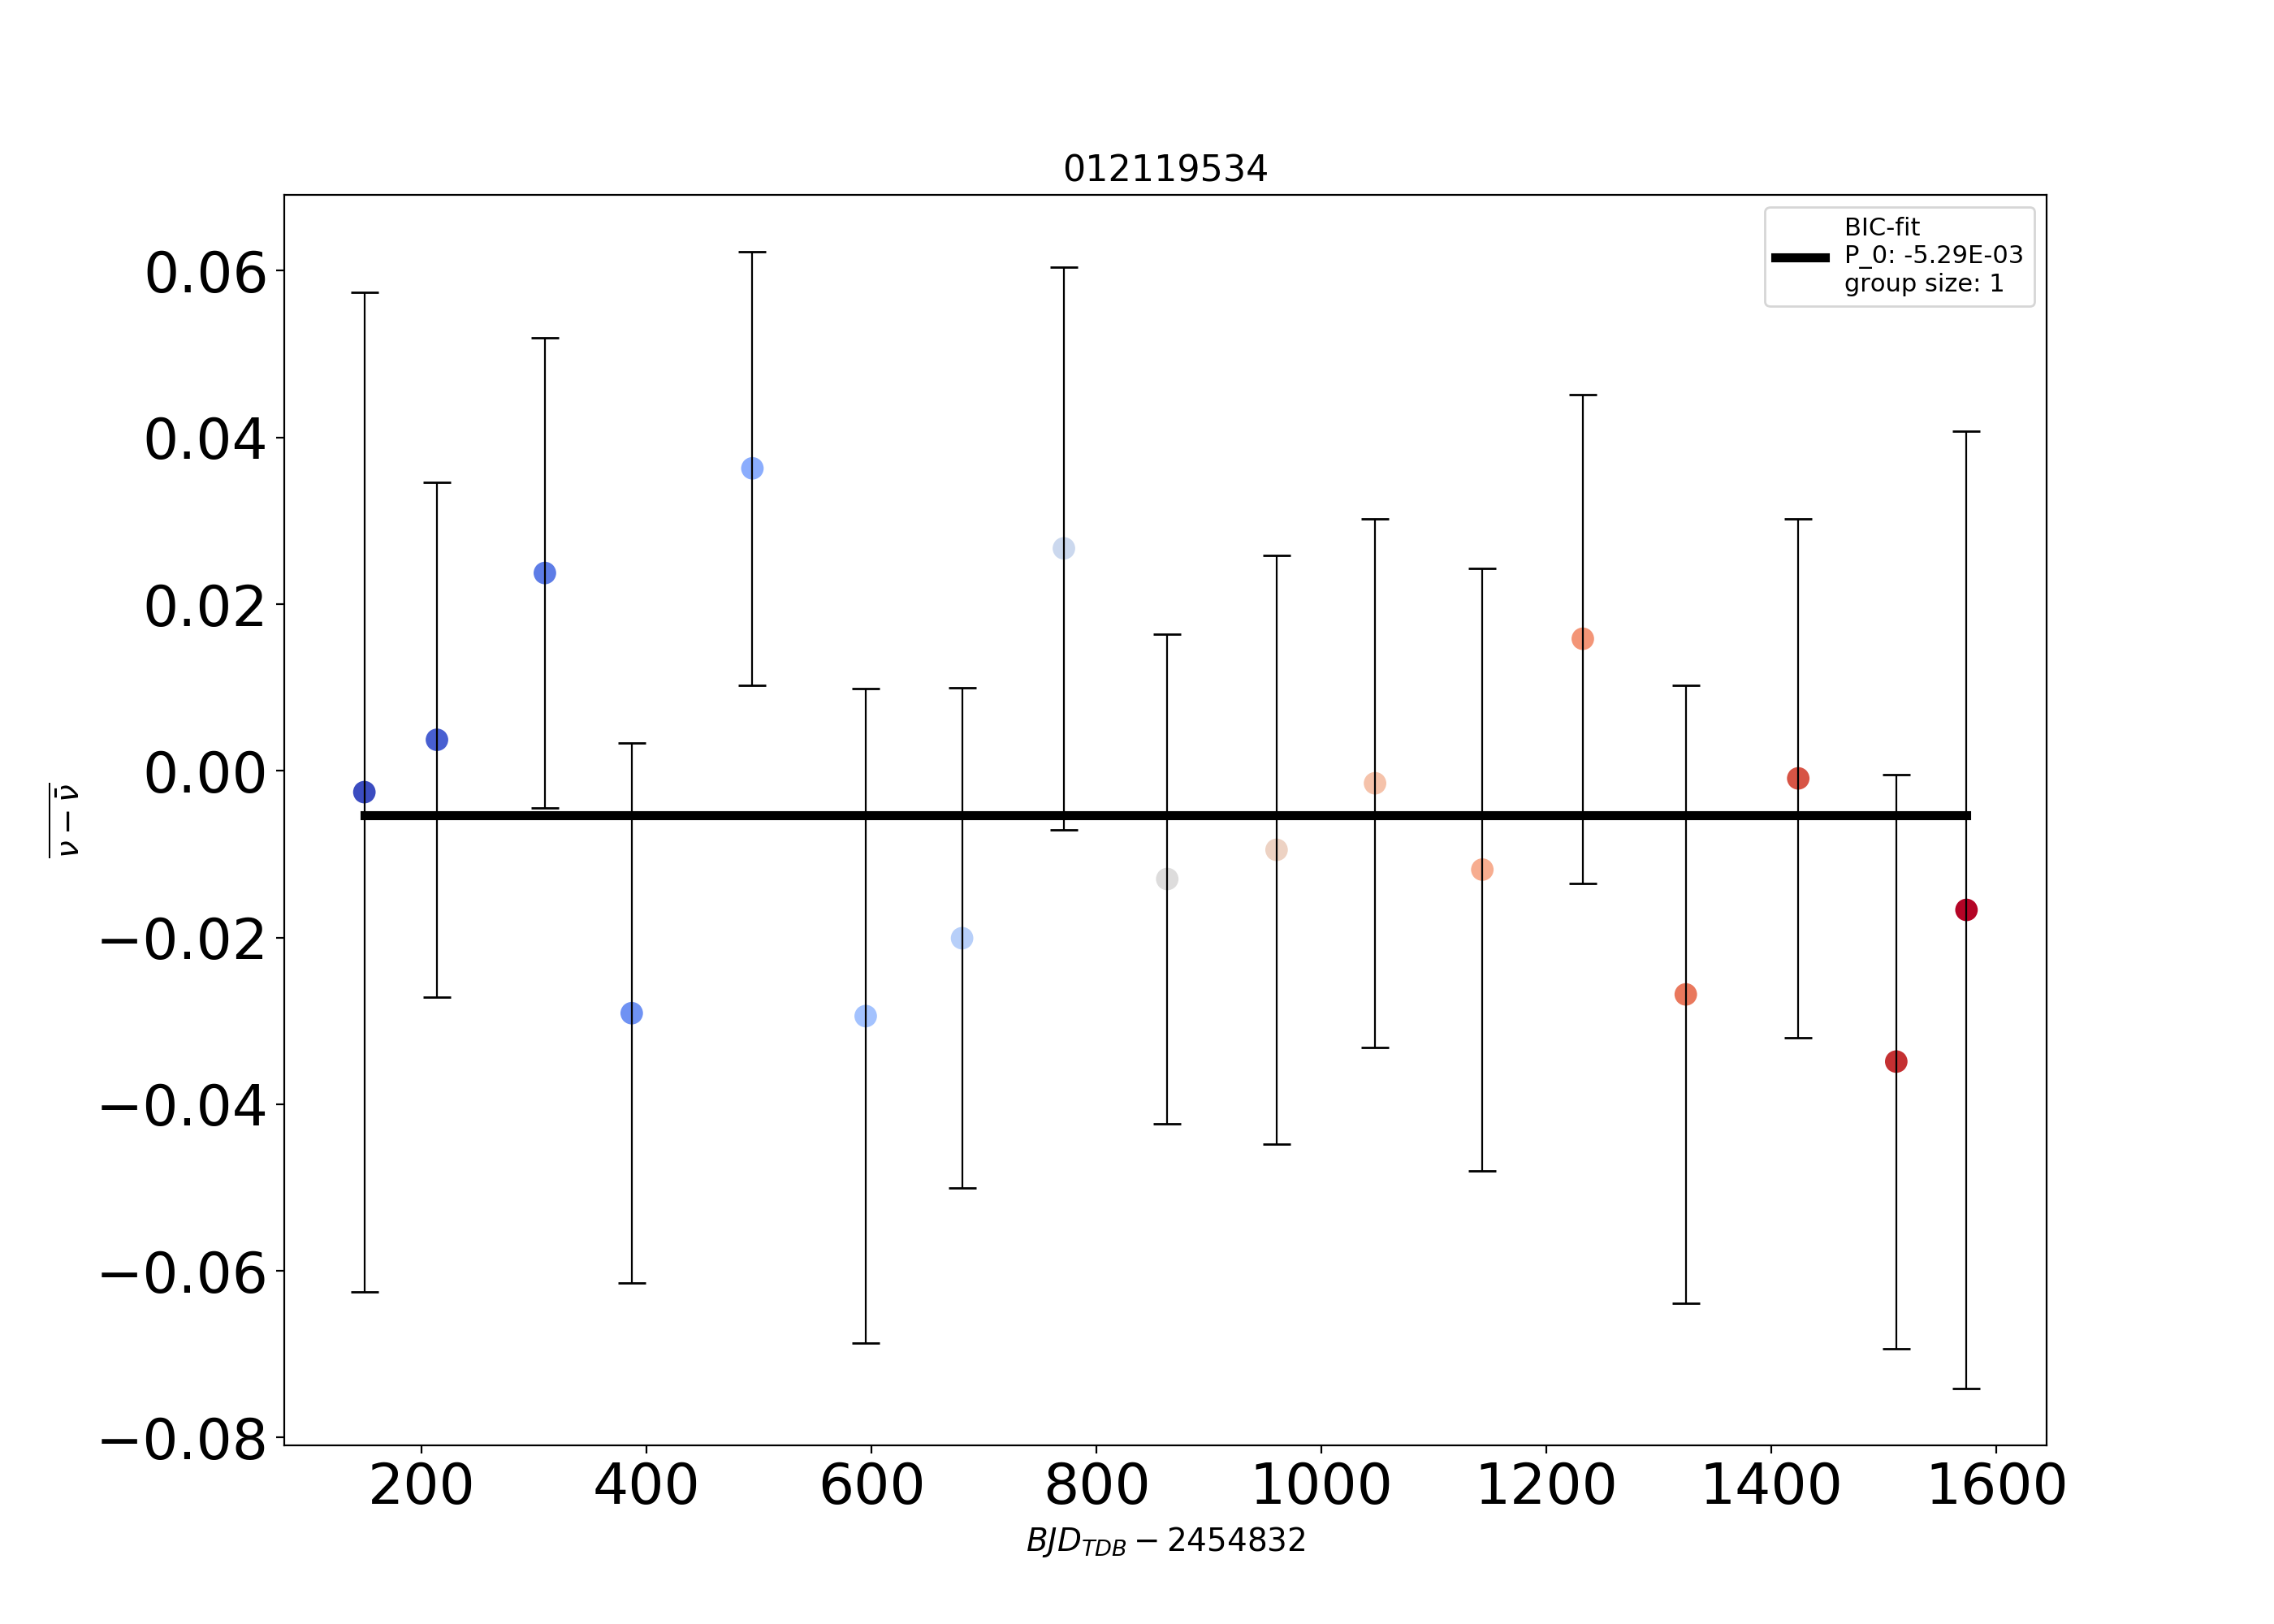 012119534
BIC-fit
P_0: -5.29E-03
group size: 1
0.06
0.04
0.02
0.00
−0.02
−0.04
−0.06
−0.08
ν − ν̄
200 400 600 800 1000 1200 1400 1600
BJD_TDB − 2454832